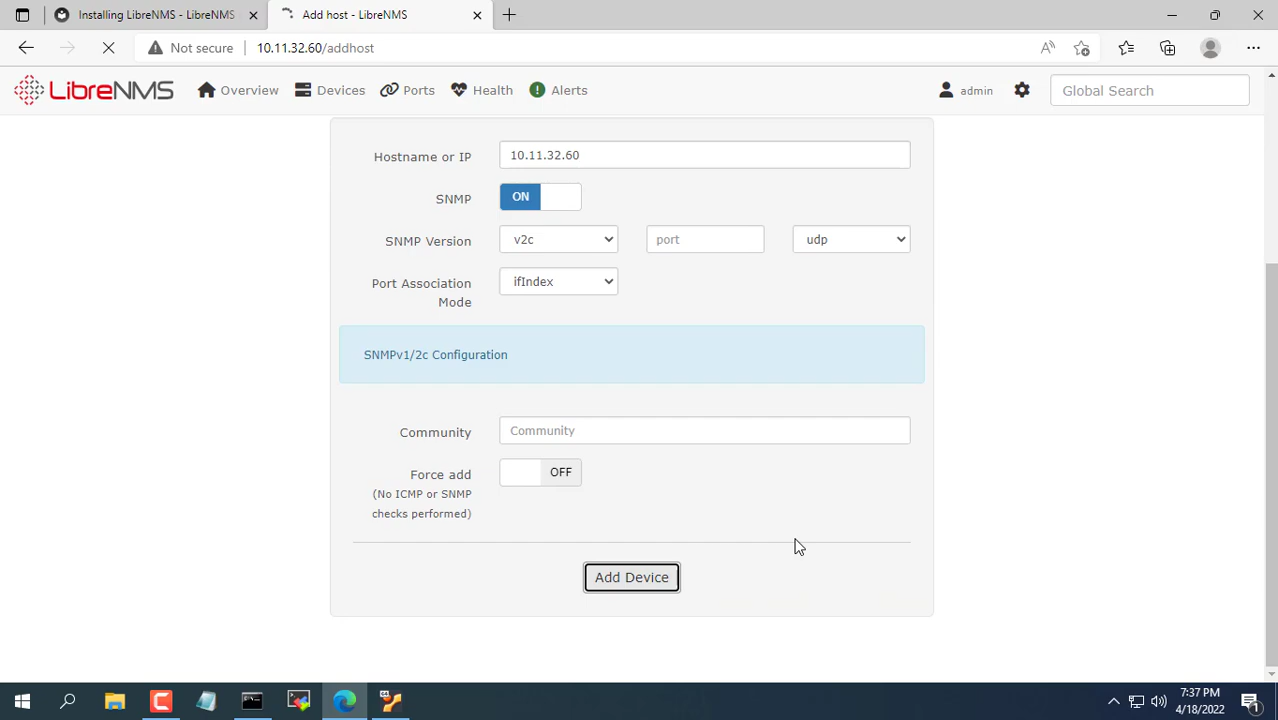 Installing LibreNMS - LibreNMS
Add host - LibreNMS
Not secure
10.11.32.60/addhost
LibreNMS
Overview
Devices
Ports
Health
Alerts
admin
Global Search
Hostname or IP
10.11.32.60
SNMP
ON
SNMP Version
v2c
port
udp
Port Association
Mode
ifIndex
SNMPv1/2c Configuration
Community
Community
Force add
OFF
(No ICMP or SNMP
checks performed)
Add Device
7:37 PM
4/18/2022
1